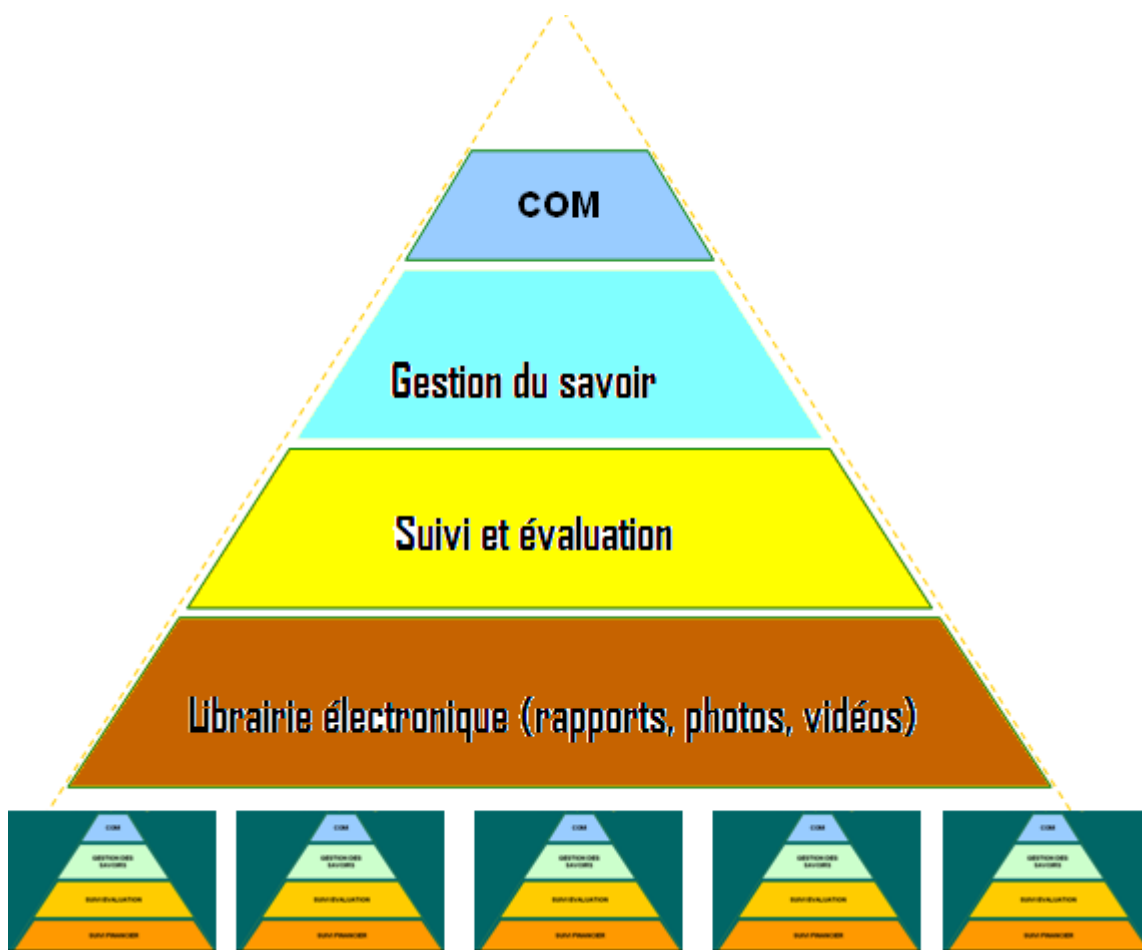 COM
Gestion du savoir
Suivi et évaluation
Librairie électronique (rapports, photos, vidéos)
COM
GESTION DES
SAVOIRS
SUIVI EVALUATION
SUIVI FINANCIER
COM
GESTION DES
SAVOIRS
SUIVI EVALUATION
SUIVI FINANCIER
COM
GESTION DES
SAVOIRS
SUIVI EVALUATION
SUIVI FINANCIER
COM
GESTION DES
SAVOIRS
SUIVI EVALUATION
SUIVI FINANCIER
COM
GESTION DES
SAVOIRS
SUIVI EVALUATION
SUIVI FINANCIER